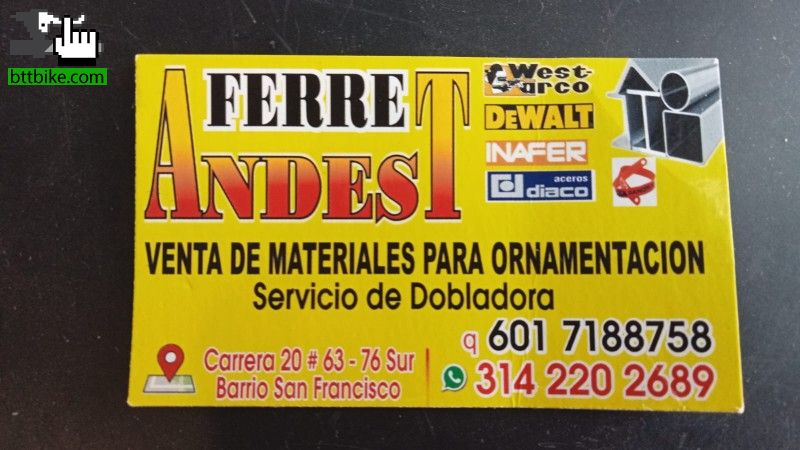 bttbike.com
FERRE
ANDEST
West-
arco
DEWALT
INAFER
aceros
diaco
VENTA DE MATERIALES PARA ORNAMENTACION
Servicio de Dobladora
q 601 7188758
Carrera 20 # 63 - 76 Sur
Barrio San Francisco
314 220 2689